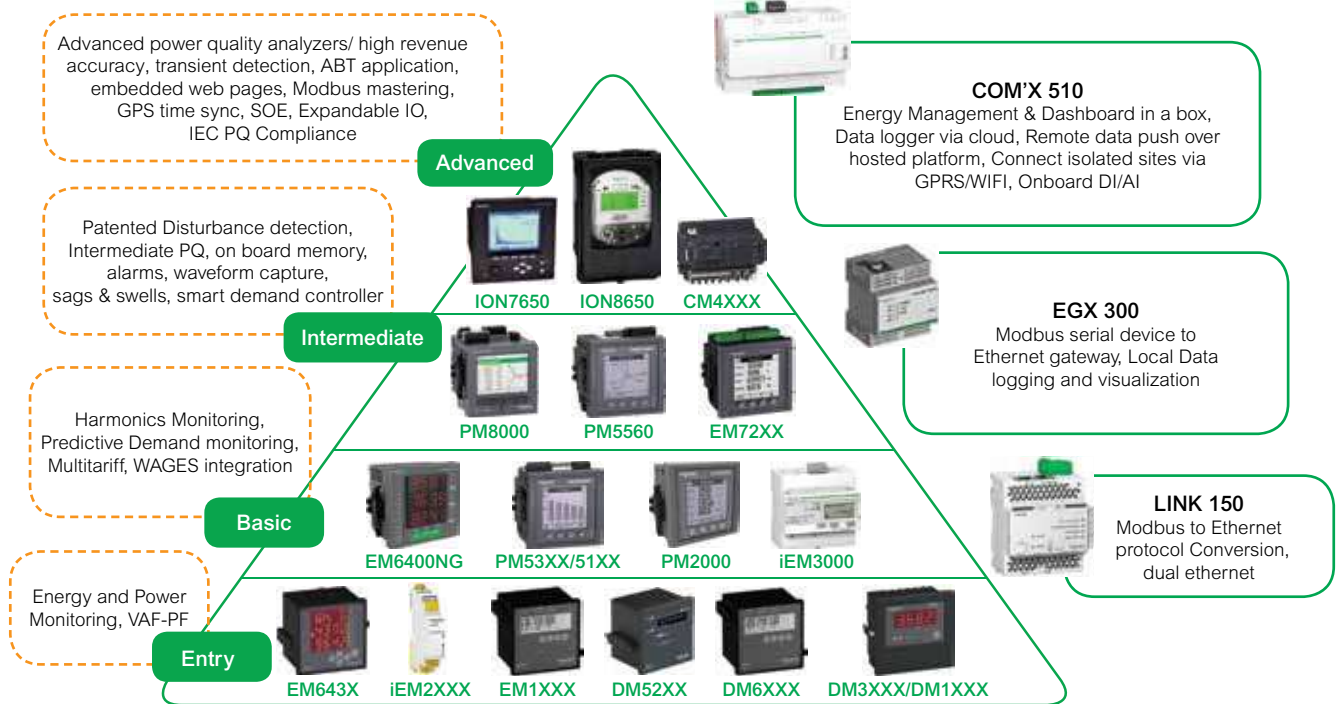 Advanced power quality analyzers/ high revenue
accuracy, transient detection, ABT application,
embedded web pages, Modbus mastering,
GPS time sync, SOE, Expandable IO,
IEC PQ Compliance
Advanced
ION7650 ION8650 CM4XXX
Patented Disturbance detection,
Intermediate PQ, on board memory,
alarms, waveform capture,
sags & swells, smart demand controller
Intermediate
PM8000 PM5560 EM72XX
Harmonics Monitoring,
Predictive Demand monitoring,
Multitariff, WAGES integration
Basic
EM6400NG PM53XX/51XX PM2000 iEM3000
Energy and Power
Monitoring, VAF-PF
Entry
EM643X iEM2XXX EM1XXX DM52XX DM6XXX DM3XXX/DM1XXX
COM'X 510
Energy Management & Dashboard in a box,
Data logger via cloud, Remote data push over
hosted platform, Connect isolated sites via
GPRS/WIFI, Onboard DI/AI
EGX 300
Modbus serial device to
Ethernet gateway, Local Data
logging and visualization
LINK 150
Modbus to Ethernet
protocol Conversion,
dual ethernet